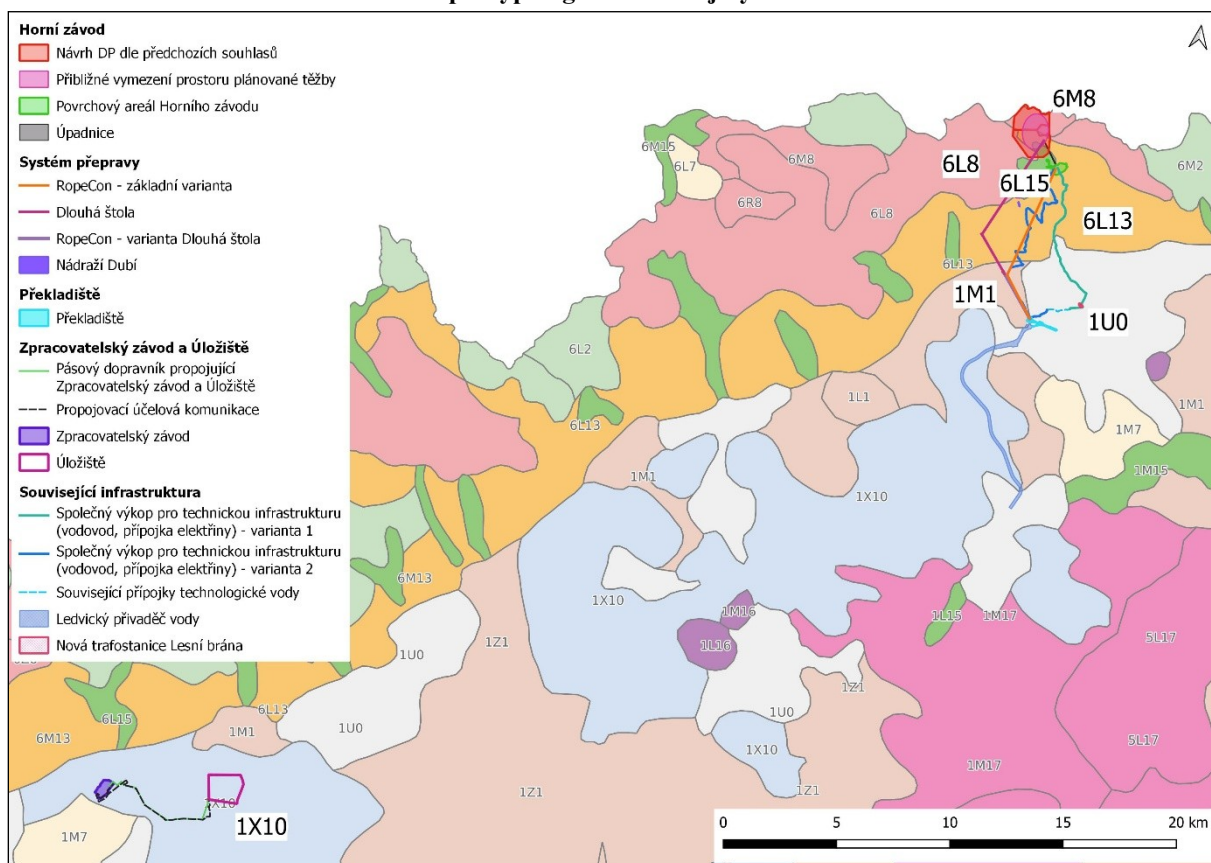 Horní závod
Návrh DP dle předchozích souhlasů
Přibližné vymezení prostoru plánované těžby
Povrchový areál Horního závodu
Úpadnice
Systém přepravy
RopeCon - základní varianta
Dlouhá štola
RopeCon - varianta Dlouhá štola
Nádraží Dubí
Překladiště
Překladiště
Zpracovatelský závod a Úložiště
Pásový dopravník propojující
Zpracovatelský závod a Úložiště
Propojovací účelová komunikace
Zpracovatelský závod
Úložiště
Související infrastruktura
Společný výkop pro technickou infrastrukturu
(vodovod, přípojka elektřiny) - varianta 1
Společný výkop pro technickou infrastrukturu
(vodovod, přípojka elektřiny) - varianta 2
Související přípojky technologické vody
Ledvický přivaděč vody
Nová trafostanice Lesní brána
6M8
6M15
6L7
6M8
6L8
6M2
6R8
6L15
6L8
6L13
6L13
1M1
1U0
6L2
1L1
1M1
6L13
1M7
1M1
1M15
1X10
6M13
1X10
1M16
1L15
1M17
1L16
1Z1
5L17
1U0
1Z1
6L15
6L13
1U0
6M13
1M1
1U0
1X10
5L17
1M17
1Z1
1Z1
1X10
1X10
1M7
0 5 10 15 20 km